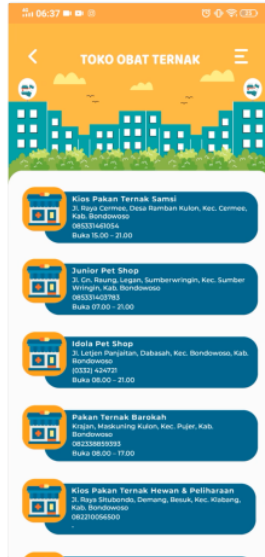 06:37
TOKO OBAT TERNAK
Kios Pakan Ternak Samsi
Jl. Raya Cermee, Desa Ramban Kulon, Kec. Cermee,
Kab. Bondowoso
085331461054
Buka 15.00 - 21.00
Junior Pet Shop
Jl. Gn. Raung, Legan, Sumberwringin, Kec. Sumber
Wringin, Kab. Bondowoso
085331403783
Buka 07.00 - 21.00
Idola Pet Shop
Jl. Letjen Panjaitan, Dabasah, Kec. Bondowoso, Kab.
Bondowoso
(0332) 424721
Buka 08.00 - 21.00
Pakan Ternak Barokah
Krajan, Maskuning Kulon, Kec. Pujer, Kab.
Bondowoso
082338859393
Buka 08.00 - 17.00
Kios Pakan Ternak Hewan & Peliharaan
Jl. Raya Situbondo, Demang, Besuk, Kec. Klabang,
Kab. Bondowoso
082210056500
-